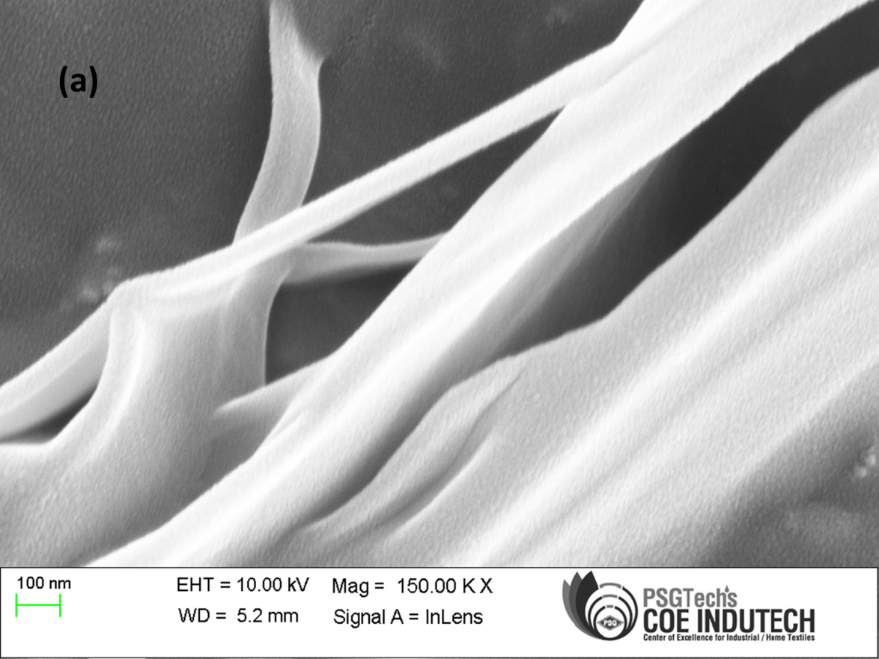 (a)
100 nm
EHT = 10.00 kV Mag = 150.00 K X
WD = 5.2 mm Signal A = InLens
PSG
PSGTech's
COE INDUTECH
Center of Excellence for Industrial / Home Textiles